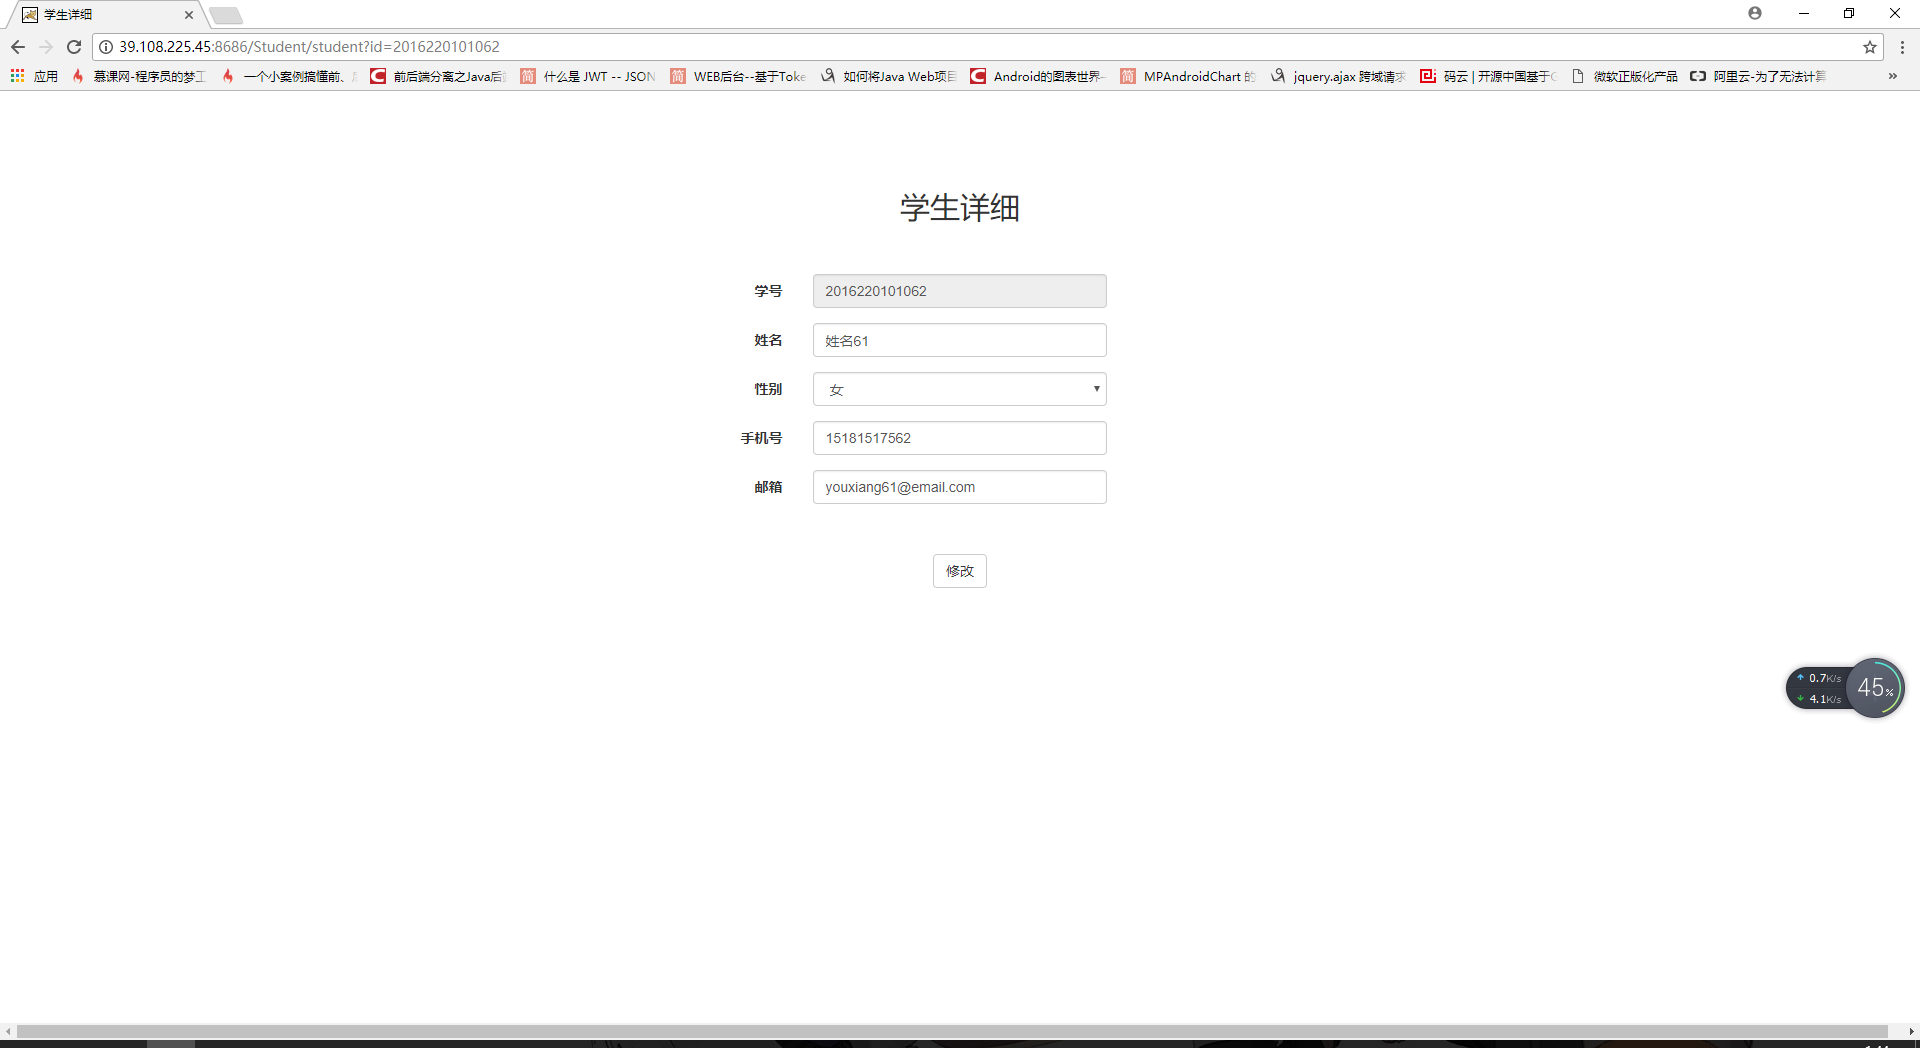 学生详细
39.108.225.45:8686/Student/student?id=2016220101062
应用 慕课网-程序员的梦工 一个小案例搞懂前、 前后端分离之Java后 什么是 JWT -- JSON WEB后台--基于Toke 如何将Java Web项目 Android的图表世界- MPAndroidChart 的 jquery.ajax 跨域请求 码云 | 开源中国基于 微软正版化产品 阿里云-为了无法计算 »
学生详细
学号 2016220101062
姓名 姓名61
性别 女
手机号 15181517562
邮箱 youxiang61@email.com
修改
0.7K/s
4.1K/s
45%